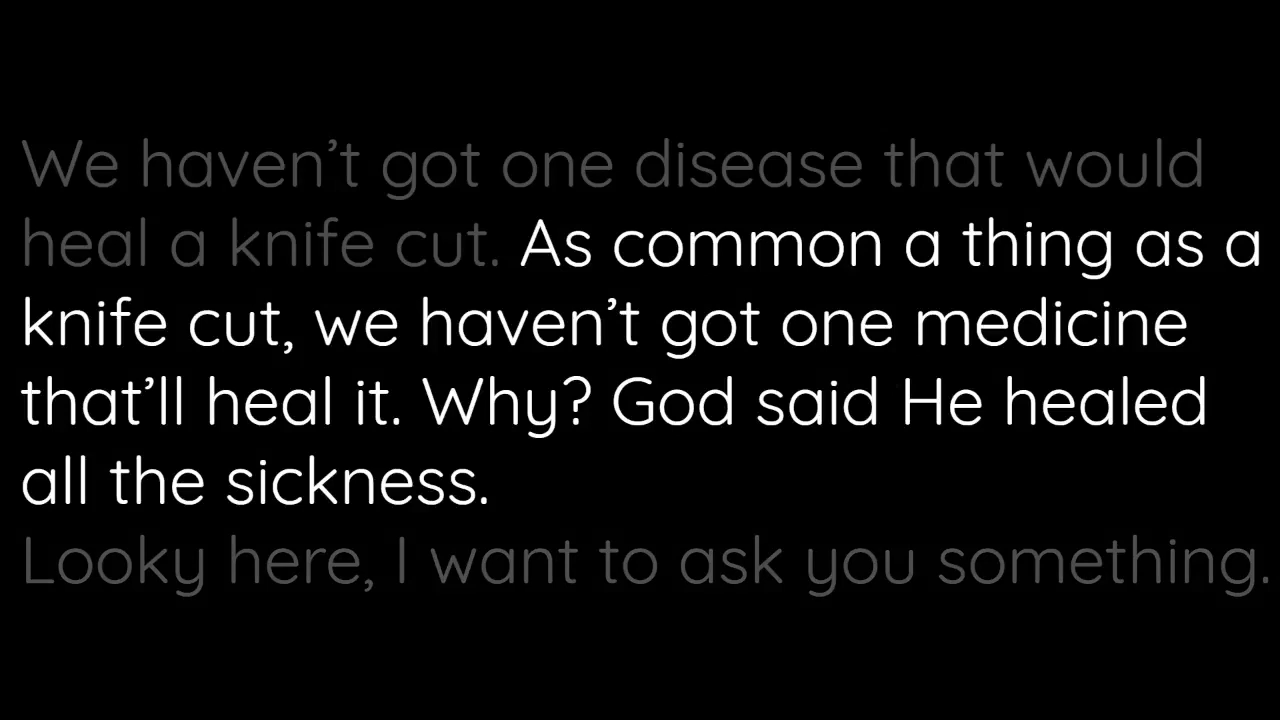 We haven’t got one disease that would
heal a knife cut. As common a thing as a
knife cut, we haven’t got one medicine
that’ll heal it. Why? God said He healed
all the sickness.
Looky here, I want to ask you something.